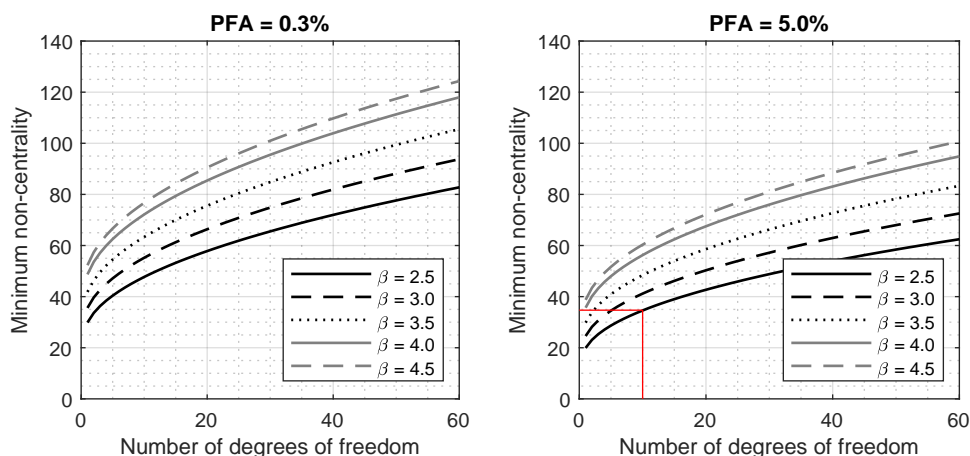 PFA = 0.3%
140
120
100
80
60
40
20
0
Minimum non-centrality
β = 2.5
β = 3.0
β = 3.5
β = 4.0
β = 4.5
0 20 40 60
Number of degrees of freedom
PFA = 5.0%
140
120
100
80
60
40
20
0
Minimum non-centrality
β = 2.5
β = 3.0
β = 3.5
β = 4.0
β = 4.5
0 20 40 60
Number of degrees of freedom